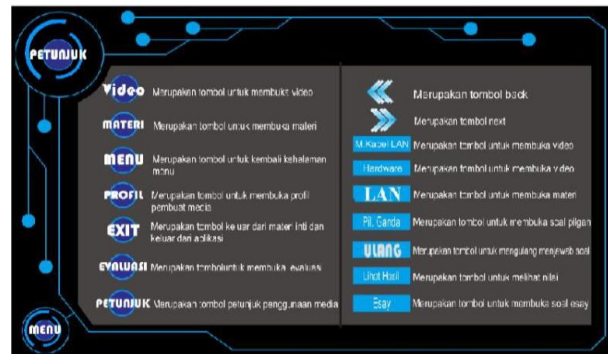 PETUNJUK
Video Merupakan tombol untuk membuka video
MATERI Merupakan tombol untuk membuka materi
MENU Merupakan tombol untuk kembali kehalaman
menu
PROFIL Merupakan tombol untuk membuka profil
pembuat media
EXIT Merupakan tombol keluar dari materi inti dan
keluar dari aplikasi
EVALUASI Merupakan tomboluntuk membuka evaluasi
PETUNJUK Merupakan tombol petunjuk penggunaan media
MENU
Merupakan tombol back
Merupakan tombol next
M.Kabel LAN Merupakan tombol untuk membuka video
Hardware Merupakan tombol untuk membuka video
LAN Merupakan tombol untuk membuka materi
Pil. Ganda Merupakan tombol untuk membuka soal pilgan
ULANG Merupakan tombol untuk mengulang menjawab soal
Lihat Hasil Merupakan tombol untuk melihat nilai
Esay Merupakan tombol untuk membuka soal esay